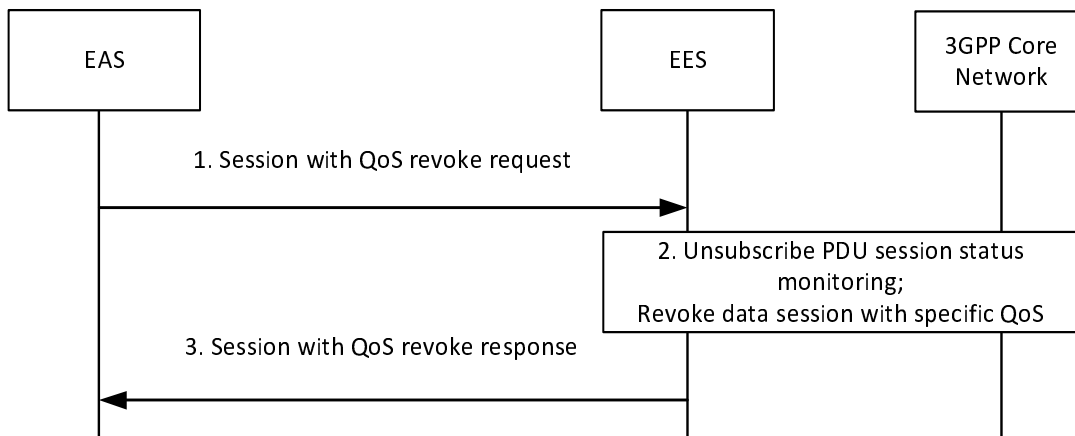 EAS
EES
3GPP Core
Network
1. Session with QoS revoke request
2. Unsubscribe PDU session status
monitoring;
Revoke data session with specific QoS
3. Session with QoS revoke response